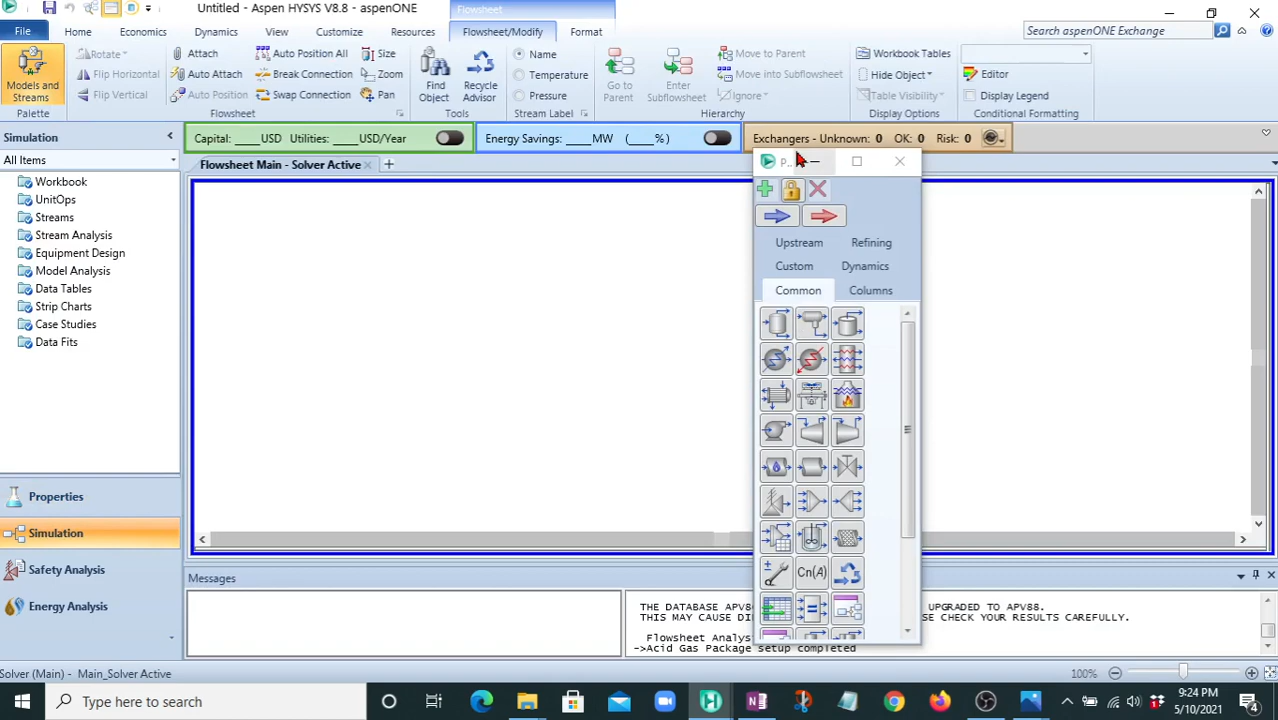 Untitled - Aspen HYSYS V8.8 - aspenONE
Flowsheet
File
Home
Economics
Dynamics
View
Customize
Resources
Flowsheet/Modify
Format
Search aspenONE Exchange
Models and
Streams
Palette
Rotate
Flip Horizontal
Flip Vertical
Attach
Auto Attach
Auto Position
Auto Position All
Break Connection
Swap Connection
Size
Zoom
Pan
Flowsheet
Find
Object
Recycle
Advisor
Tools
Name
Temperature
Pressure
Stream Label
Go to
Parent
Enter
Subflowsheet
Move to Parent
Move into Subflowsheet
Ignore
Hierarchy
Workbook Tables
Hide Object
Table Visibility
Display Options
Editor
Display Legend
Conditional Formatting
Simulation
Capital: ____USD Utilities: ____USD/Year
Energy Savings: ____MW (____%)
Exchangers - Unknown: 0 OK: 0 Risk: 0
All Items
Flowsheet Main - Solver Active
P..
Workbook
UnitOps
Streams
Stream Analysis
Equipment Design
Model Analysis
Data Tables
Strip Charts
Case Studies
Data Fits
Upstream
Refining
Custom
Dynamics
Common
Columns
Cn(A)
Properties
Simulation
Safety Analysis
Energy Analysis
Messages
THE DATABASE UPGRADED TO APV88.
THIS MAY CAUSE SE CHECK YOUR RESULTS CAREFULLY.
Flowsheet
->Acid Gas Package setup completed
Solver (Main) - Main_Solver Active
100%
Type here to search
9:24 PM
5/10/2021
4